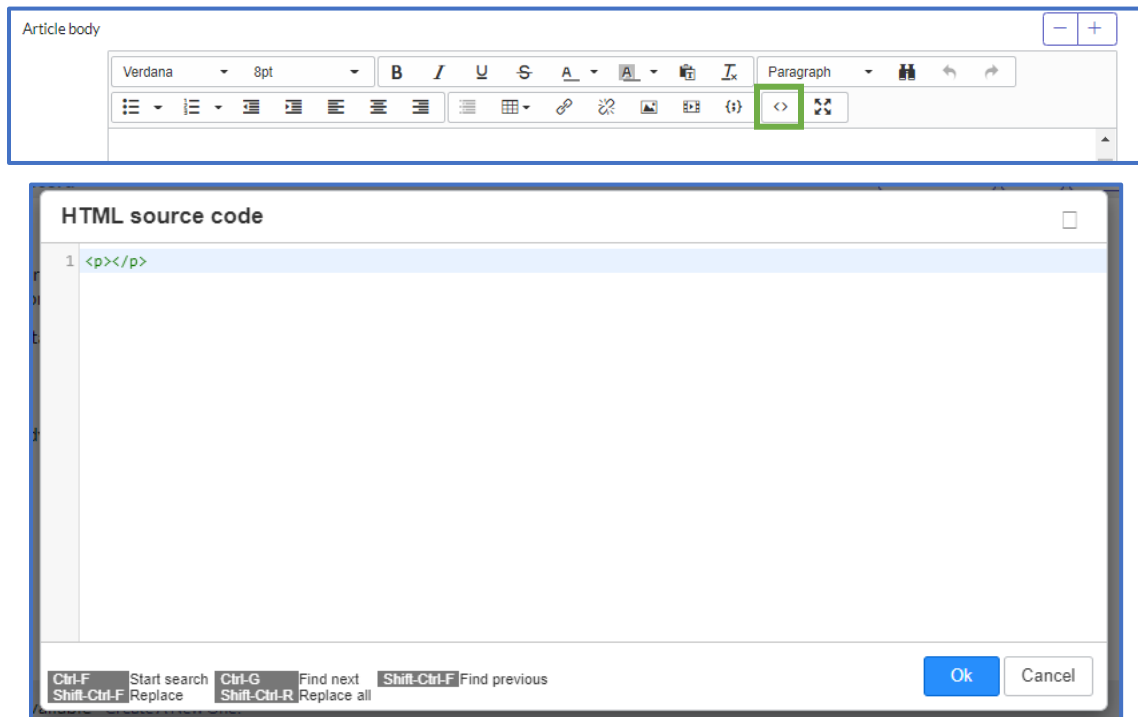 Article body
Verdana 8pt B I U S A A Tx Paragraph
HTML source code
1 <p></p>
Ctrl-F Start search Ctrl-G Find next Shift-Ctrl-F Find previous
Shift-Ctrl-F Replace Shift-Ctrl-R Replace all
Ok Cancel